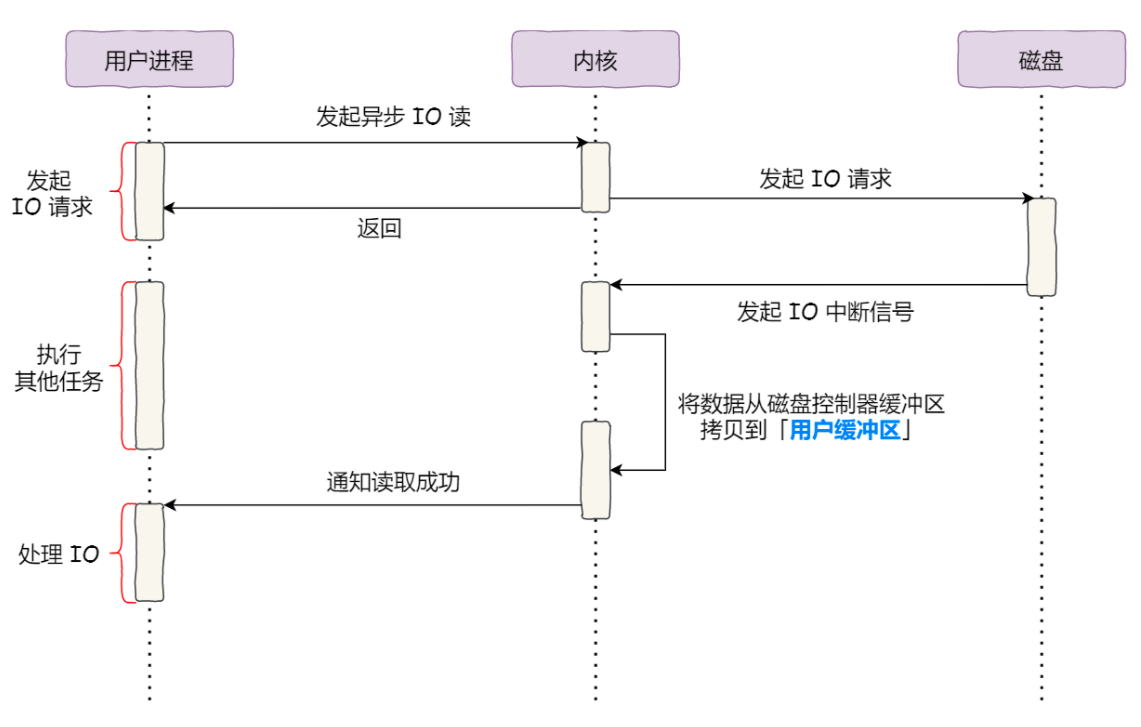 用户进程
内核
磁盘
发起异步 IO 读
发起
IO 请求
发起 IO 请求
返回
发起 IO 中断信号
执行
其他任务
将数据从磁盘控制器缓冲区
拷贝到「用户缓冲区」
通知读取成功
处理 IO